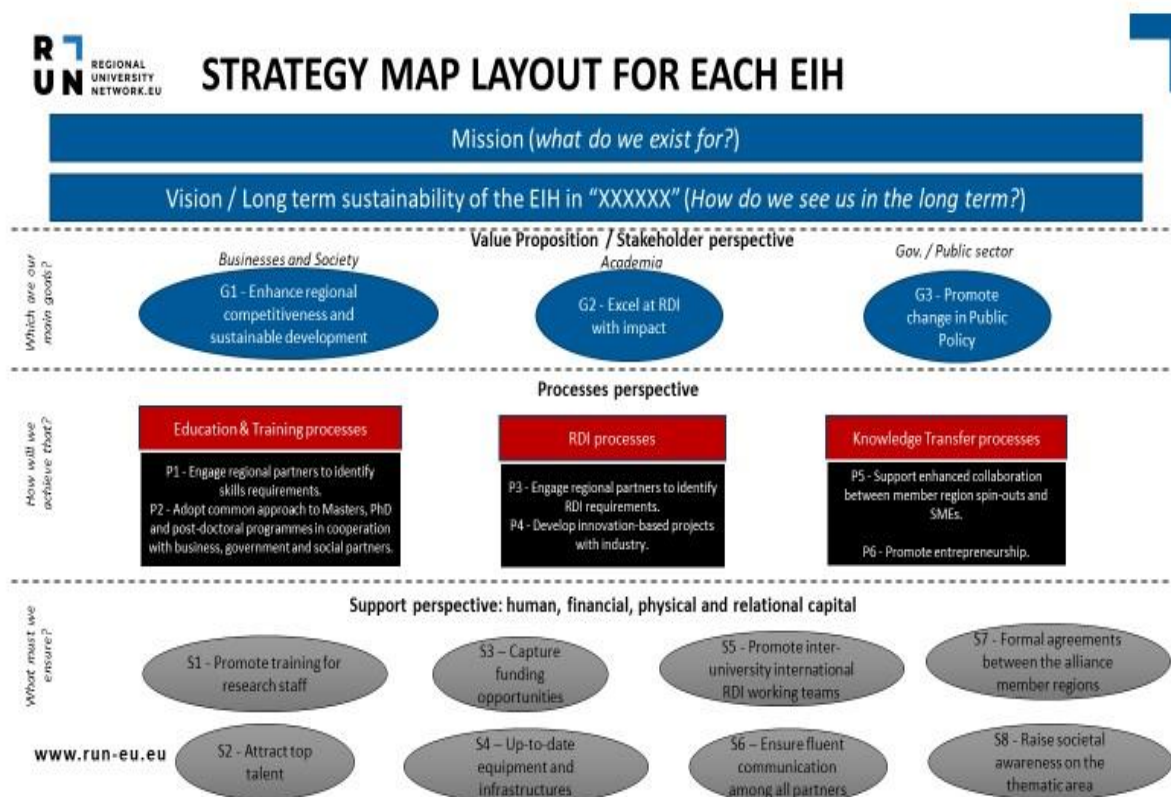 R
UN
REGIONAL
UNIVERSITY
NETWORK.EU
STRATEGY MAP LAYOUT FOR EACH EIH
Mission (what do we exist for?)
Vision / Long term sustainability of the EIH in “XXXXXX” (How do we see us in the long term?)
Which are our
main goals?
Value Proposition / Stakeholder perspective
Businesses and Society
Academia
Gov. / Public sector
G1 - Enhance regional
competitiveness and
sustainable development
G2 - Excel at RDI
with impact
G3 - Promote
change in Public
Policy
How will we
achieve that?
Processes perspective
Education & Training processes
P1 - Engage regional partners to identify
skills requirements.
P2 - Adopt common approach to Masters, PhD
and post-doctoral programmes in cooperation
with business, government and social partners.
RDI processes
P3 - Engage regional partners to identify
RDI requirements.
P4 - Develop innovation-based projects
with industry.
Knowledge Transfer processes
P5 - Support enhanced collaboration
between member region spin-outs and
SMEs.
P6 - Promote entrepreneurship.
What must we
ensure?
Support perspective: human, financial, physical and relational capital
S1 - Promote training for
research staff
S3 – Capture
funding
opportunities
S5 - Promote inter-
university international
RDI working teams
S7 - Formal agreements
between the alliance
member regions
www.run-eu.eu
S2 - Attract top
talent
S4 – Up-to-date
equipment and
infrastructures
S6 – Ensure fluent
communication
among all partners
S8 - Raise societal
awareness on the
thematic area